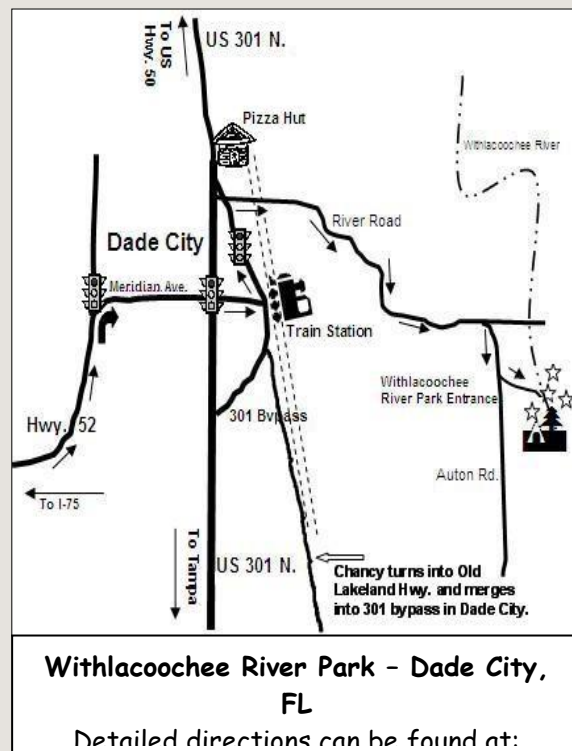 To US
Hwy. 50
US 301 N.
Pizza Hut
Withlacoochee River
River Road
Dade City
Meridian. Ave.
Train Station
Withlacoochee
River Park Entrance
301 Bypass
Hwy. 52
Auton Rd.
To I-75
To Tampa
US 301 N.
Chancy turns into Old
Lakeland Hwy. and merges
into 301 bypass in Dade City.
Withlacoochee River Park – Dade City,
FL
Detailed directions can be found at: